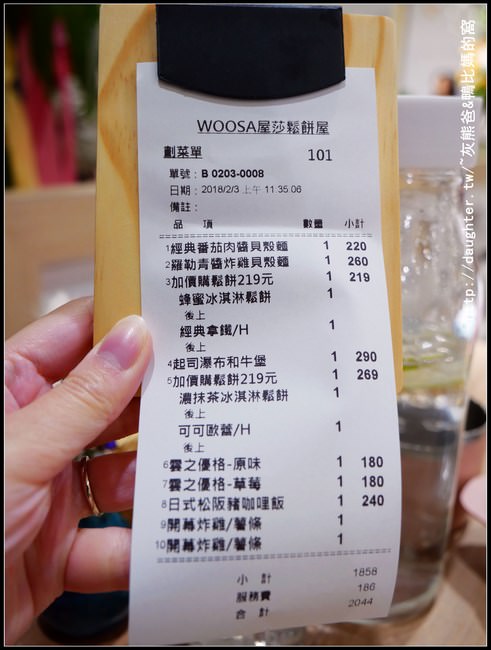 WOOSA屋莎鬆餅屋
劃菜單 101
單號：B 0203-0008
日期：2018/2/3 上午 11:35:06
備註：
品 項 數量 小計
1經典番茄肉醬貝殼麵 1 220
2羅勒青醬炸雞貝殼麵 1 260
3加價購鬆餅219元 1 219
蜂蜜冰淇淋鬆餅 1
後上
經典拿鐵/H 1
後上
4起司瀑布和牛堡 1 290
5加價購鬆餅219元 1 269
濃抹茶冰淇淋鬆餅 1
後上
可可歐蕾/H 1
後上
6雲之優格-原味 1 180
7雲之優格-草莓 1 180
8日式松阪豬咖哩飯 1 240
9開幕炸雞/薯條 1
10開幕炸雞/薯條 1
小 計 1858
服務費 186
合 計 2044
http://daughter.tw/~灰熊爸&鴨比媽的窩